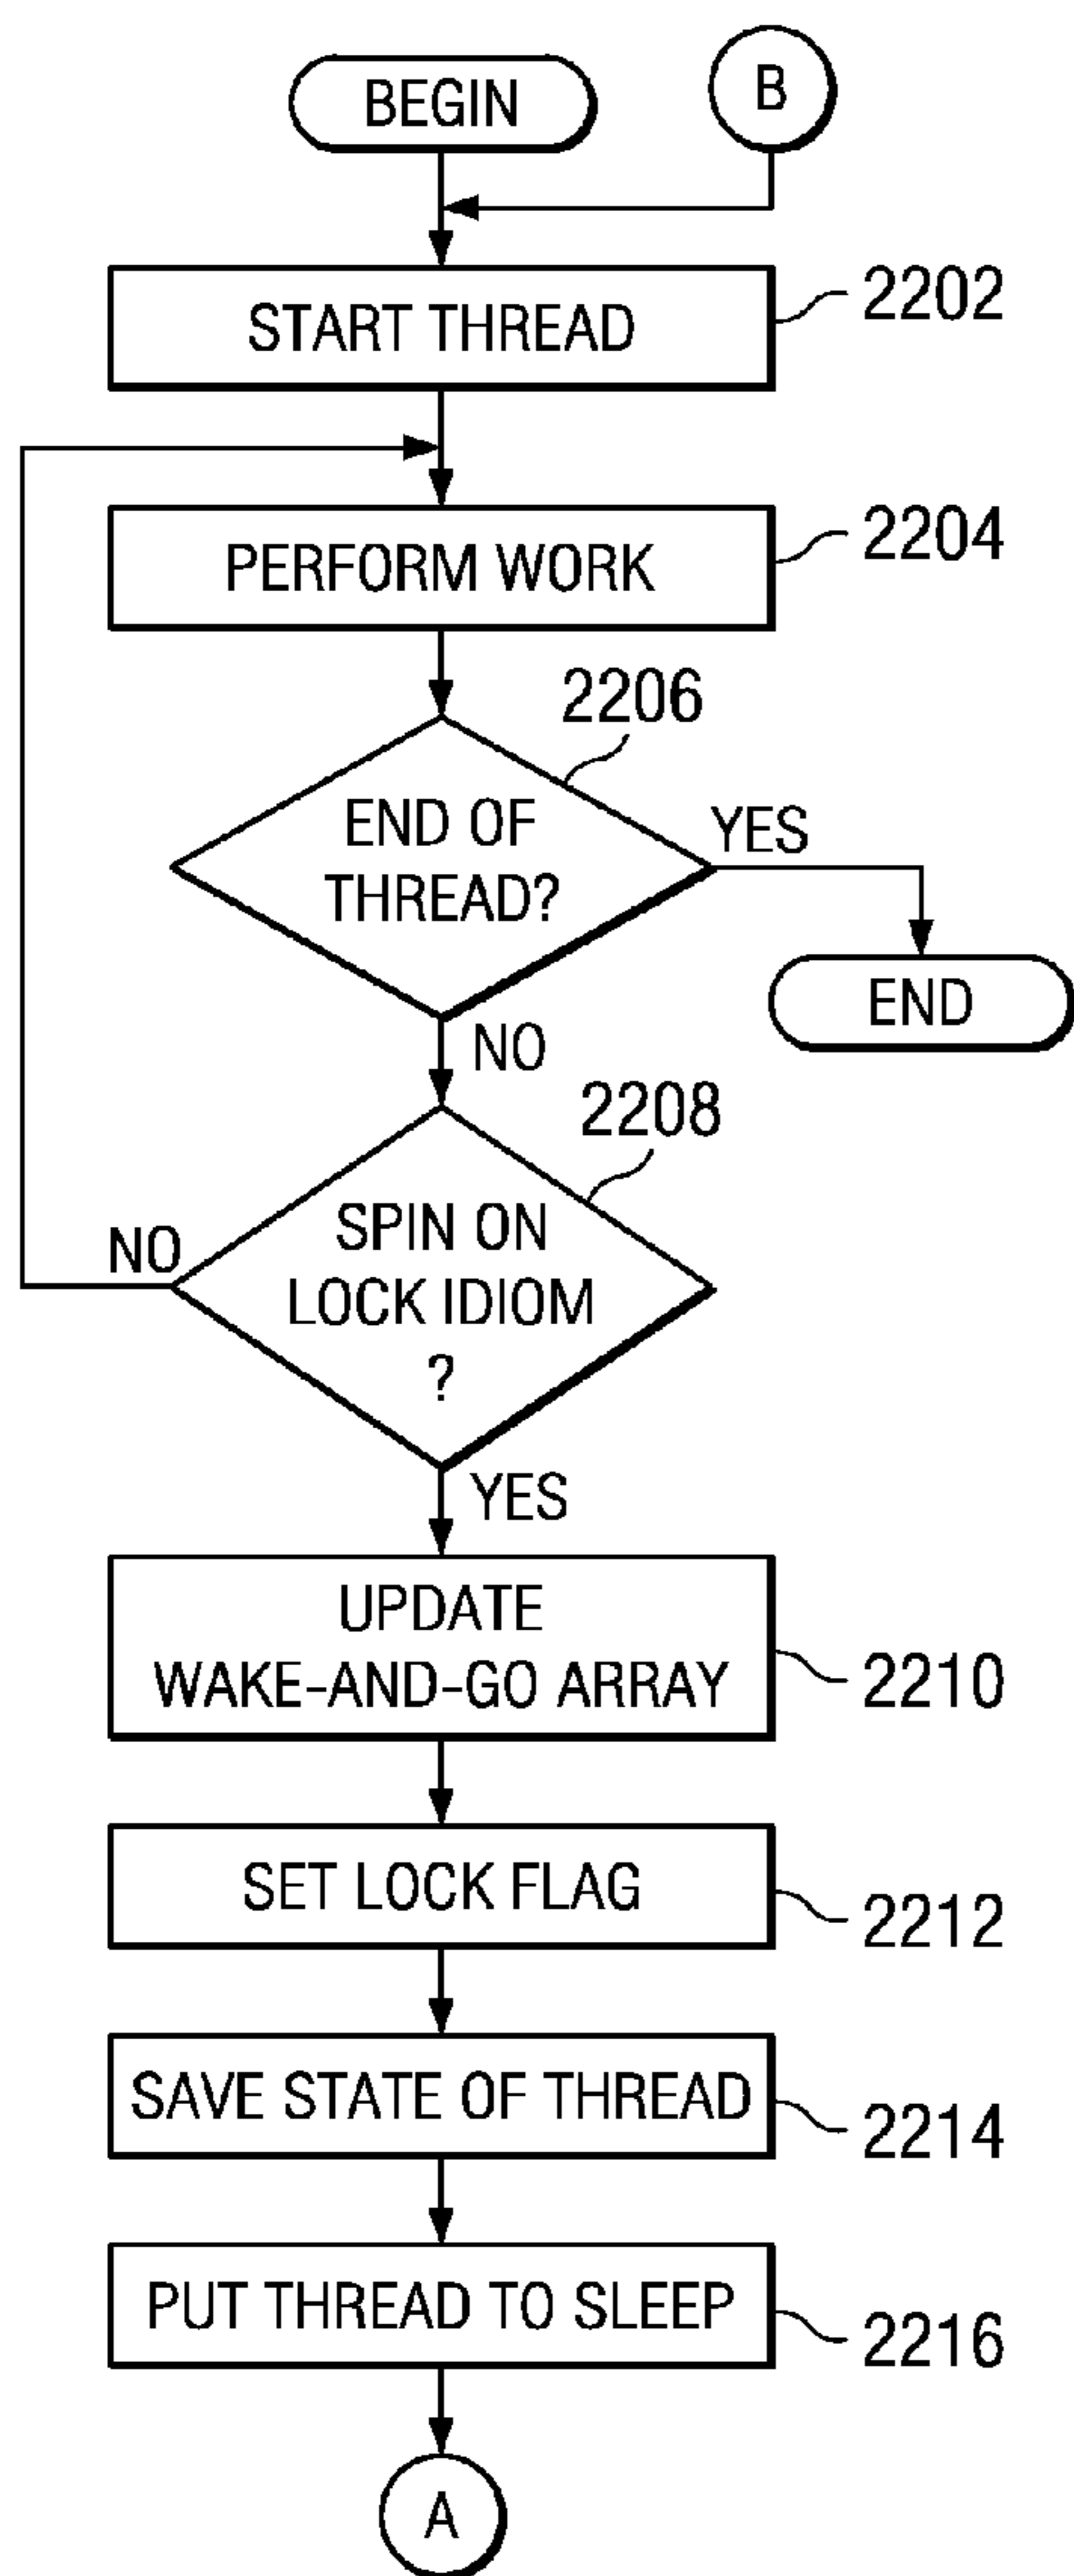 BEGIN
B
START THREAD
2202
PERFORM WORK
2204
2206
END OF
THREAD?
YES
END
NO
2208
SPIN ON
LOCK IDIOM
?
NO
YES
UPDATE
WAKE-AND-GO ARRAY
2210
SET LOCK FLAG
2212
SAVE STATE OF THREAD
2214
PUT THREAD TO SLEEP
2216
A